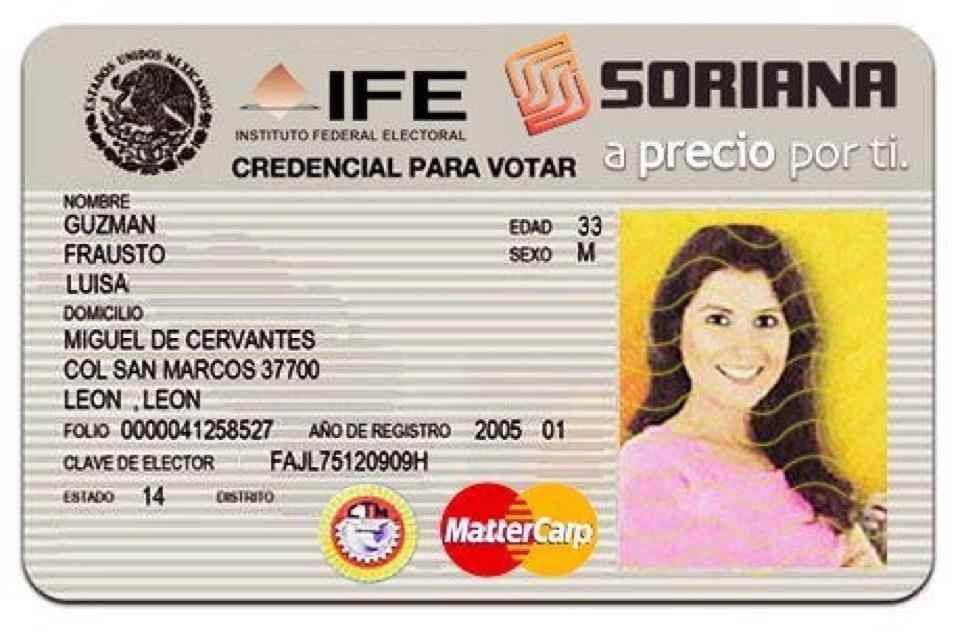 ESTADOS UNIDOS MEXICANOS
IFE
INSTITUTO FEDERAL ELECTORAL
CREDENCIAL PARA VOTAR
SORIANA
a precio por ti.
NOMBRE
GUZMAN
FRAUSTO
LUISA
EDAD 33
SEXO M
DOMICILIO
MIGUEL DE CERVANTES
COL SAN MARCOS 37700
LEON , LEON
FOLIO 0000041258527 AÑO DE REGISTRO 2005 01
CLAVE DE ELECTOR FAJL75120909H
ESTADO 14 DISTRITO
CTM
MatterCarp